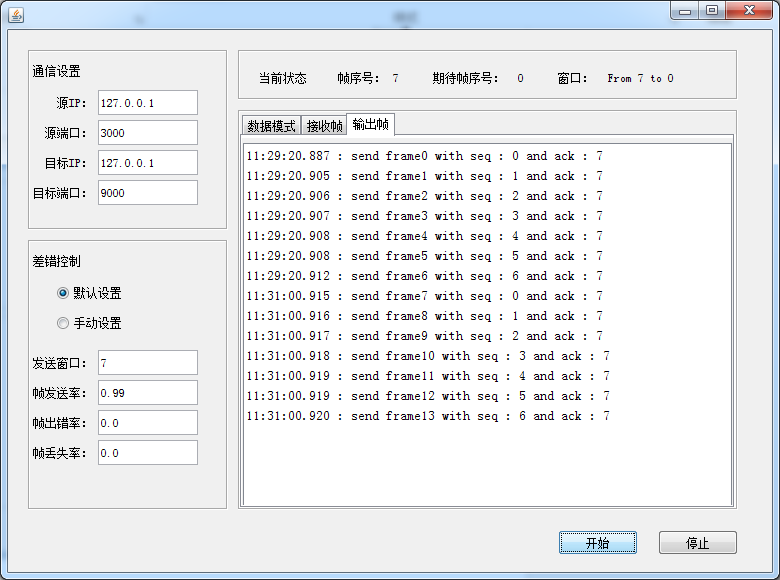 通信设置
源IP: 127.0.0.1
源端口: 3000
目标IP: 127.0.0.1
目标端口: 9000
差错控制
默认设置
手动设置
发送窗口: 7
帧发送率: 0.99
帧出错率: 0.0
帧丢失率: 0.0
当前状态 帧序号: 7 期待帧序号: 0 窗口: From 7 to 0
数据模式 接收帧 输出帧
11:29:20.887 : send frame0 with seq : 0 and ack : 7
11:29:20.905 : send frame1 with seq : 1 and ack : 7
11:29:20.906 : send frame2 with seq : 2 and ack : 7
11:29:20.907 : send frame3 with seq : 3 and ack : 7
11:29:20.908 : send frame4 with seq : 4 and ack : 7
11:29:20.908 : send frame5 with seq : 5 and ack : 7
11:29:20.912 : send frame6 with seq : 6 and ack : 7
11:31:00.915 : send frame7 with seq : 0 and ack : 7
11:31:00.916 : send frame8 with seq : 1 and ack : 7
11:31:00.917 : send frame9 with seq : 2 and ack : 7
11:31:00.918 : send frame10 with seq : 3 and ack : 7
11:31:00.919 : send frame11 with seq : 4 and ack : 7
11:31:00.919 : send frame12 with seq : 5 and ack : 7
11:31:00.920 : send frame13 with seq : 6 and ack : 7
开始 停止